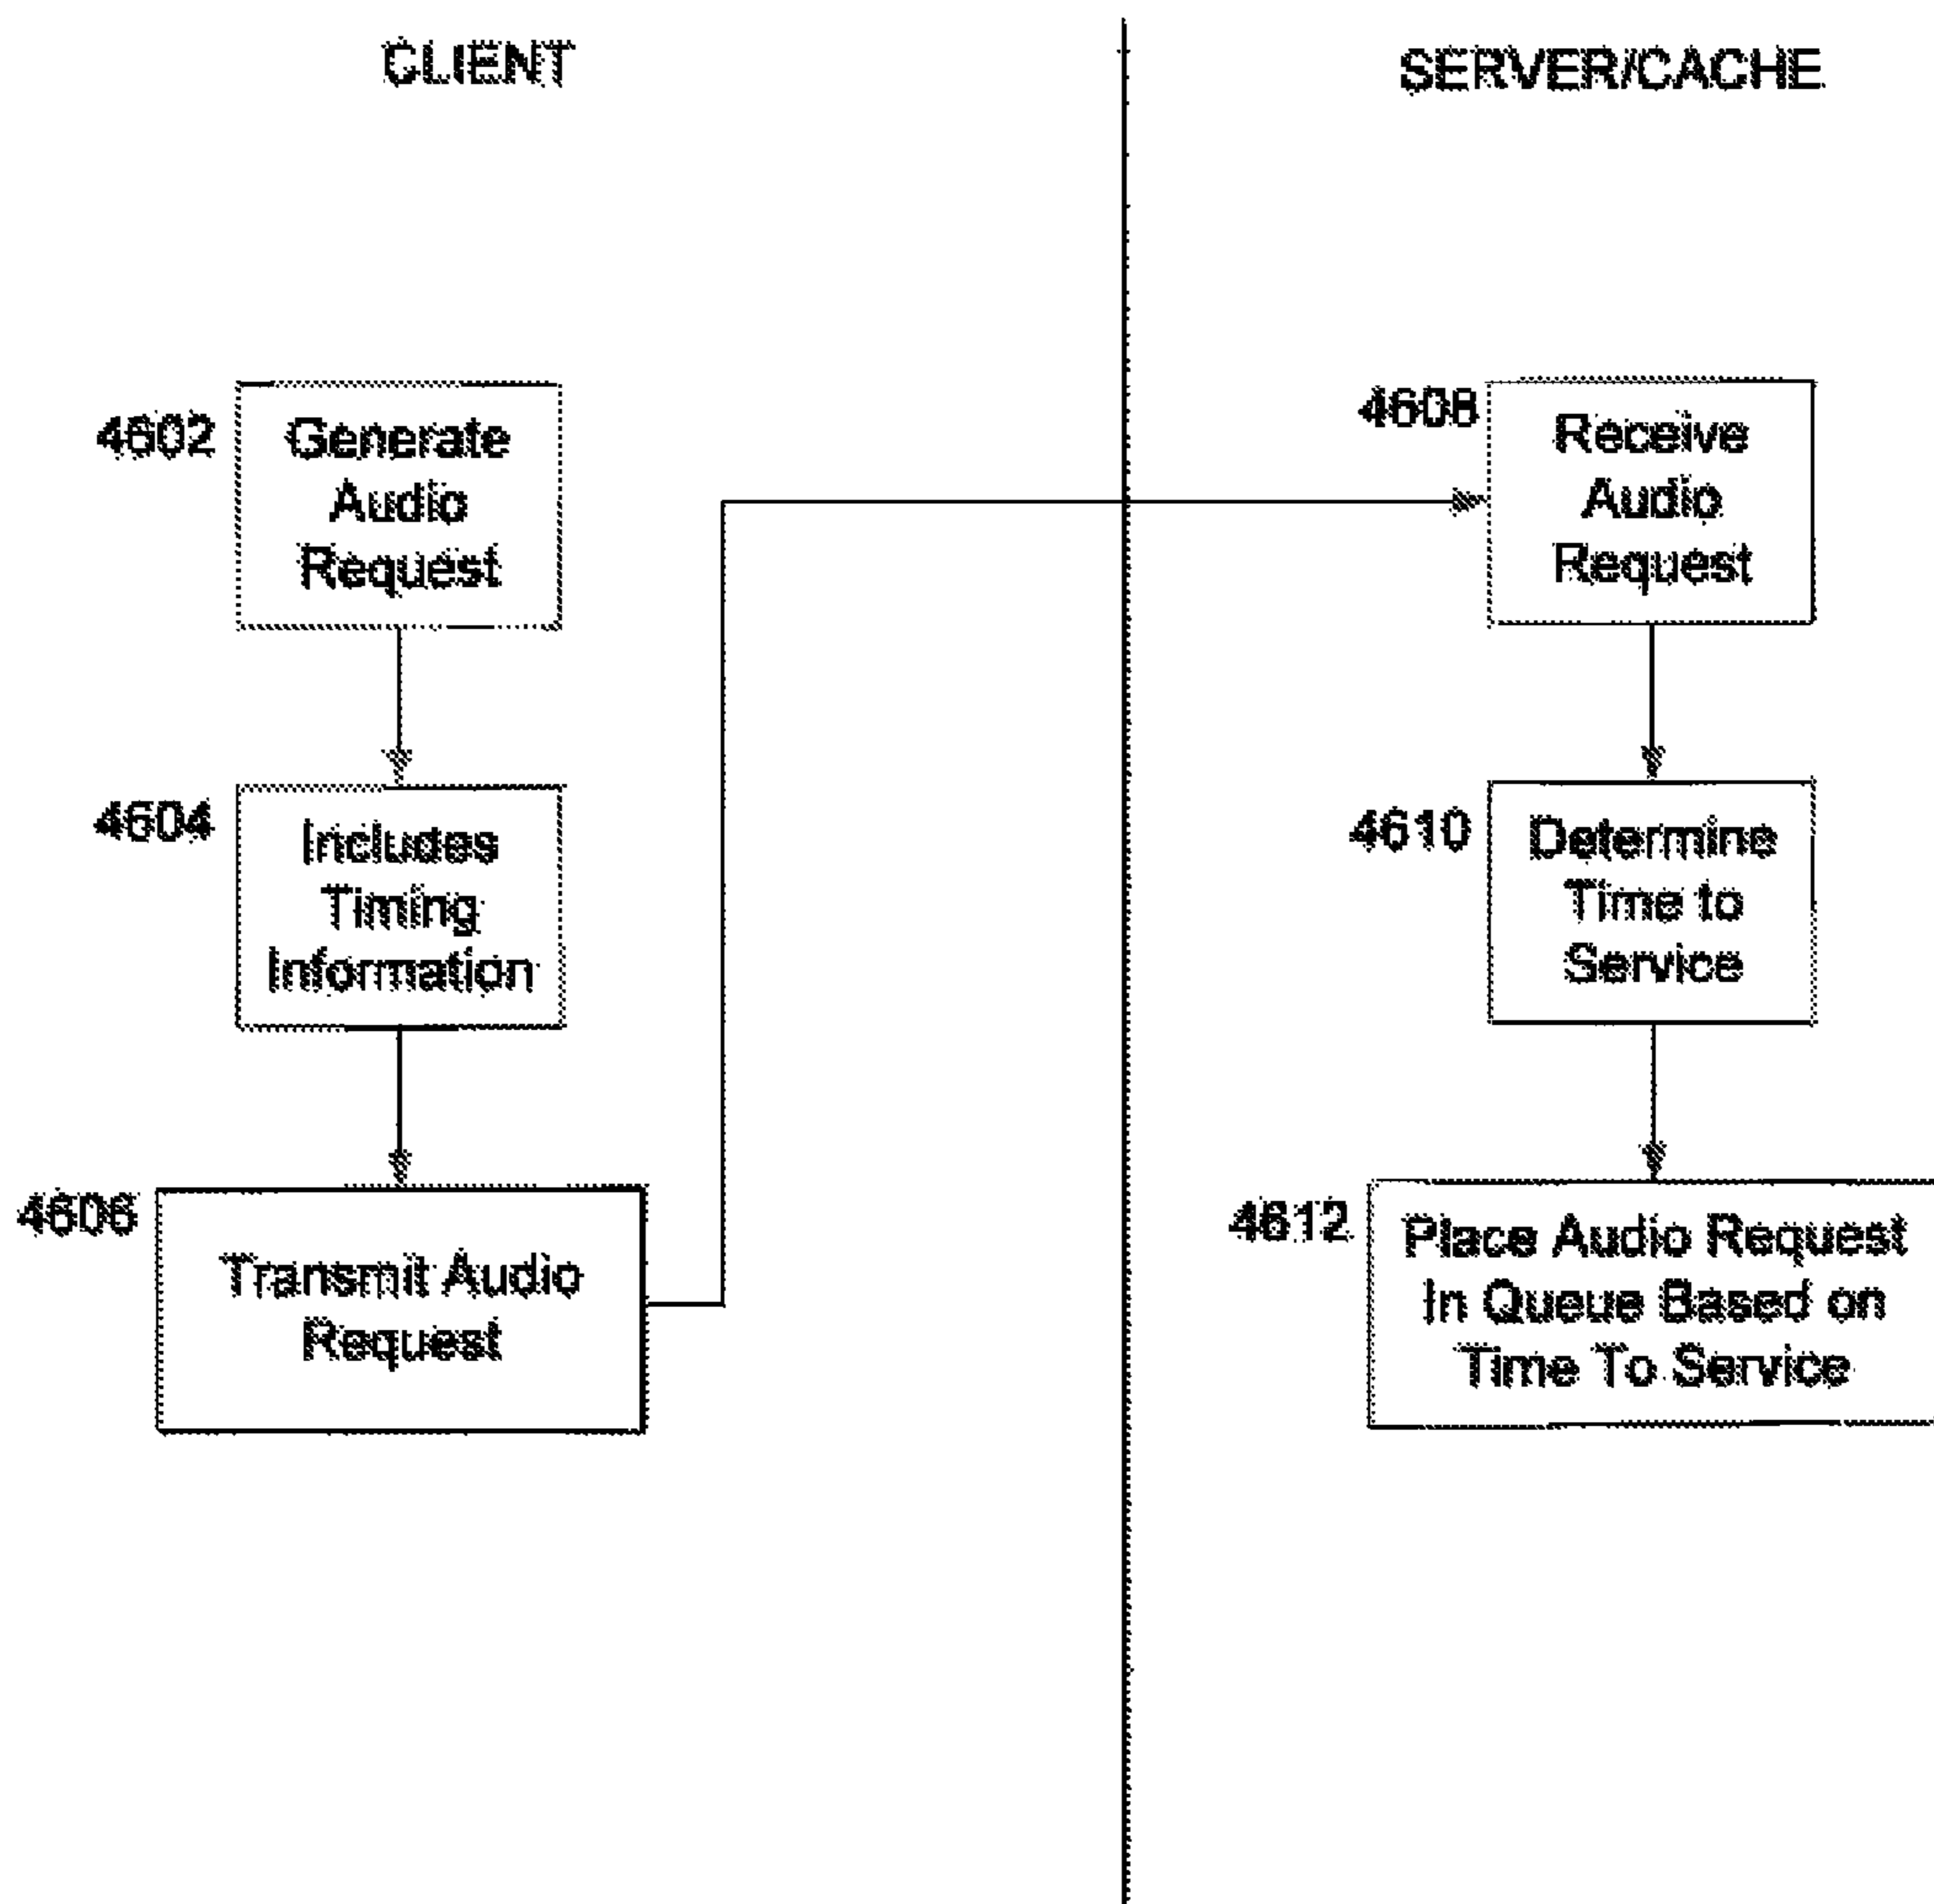 CLIENT
SERVER/CACHE
4602
Generate
Audio
Request
4604
Includes
Timing
Information
4606
Transmit Audio
Request
4608
Receive
Audio
Request
4610
Determine
Time to
Service
4612
Place Audio Request
In Queue Based on
Time To Service